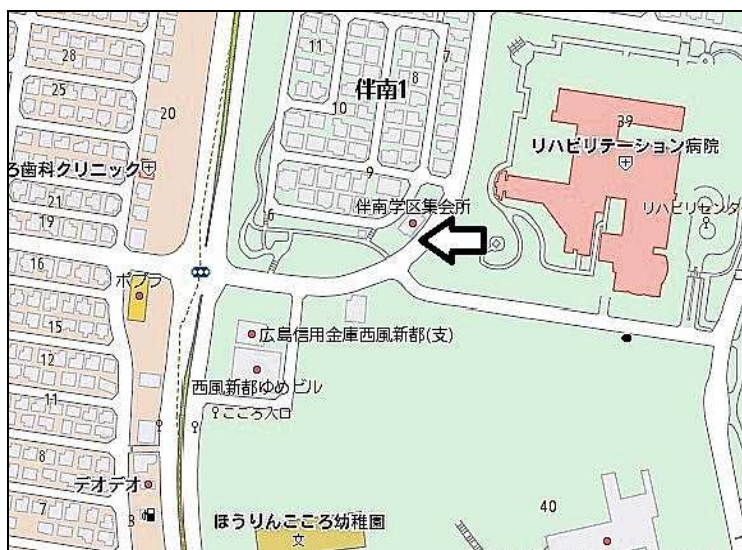 11
7
28
8
25
伴南1
20
10
39
リハビリテーション病院
ろ歯科クリニック
9
21
6
伴南学区集会所
リハビリセンタ
19
16
ポプラ
15
広島信用金庫西風新都(支)
12
西風新都ゆめビル
11
こころ入口
8
デオデオ
40
7
3
ほうりんこころ幼稚園
文